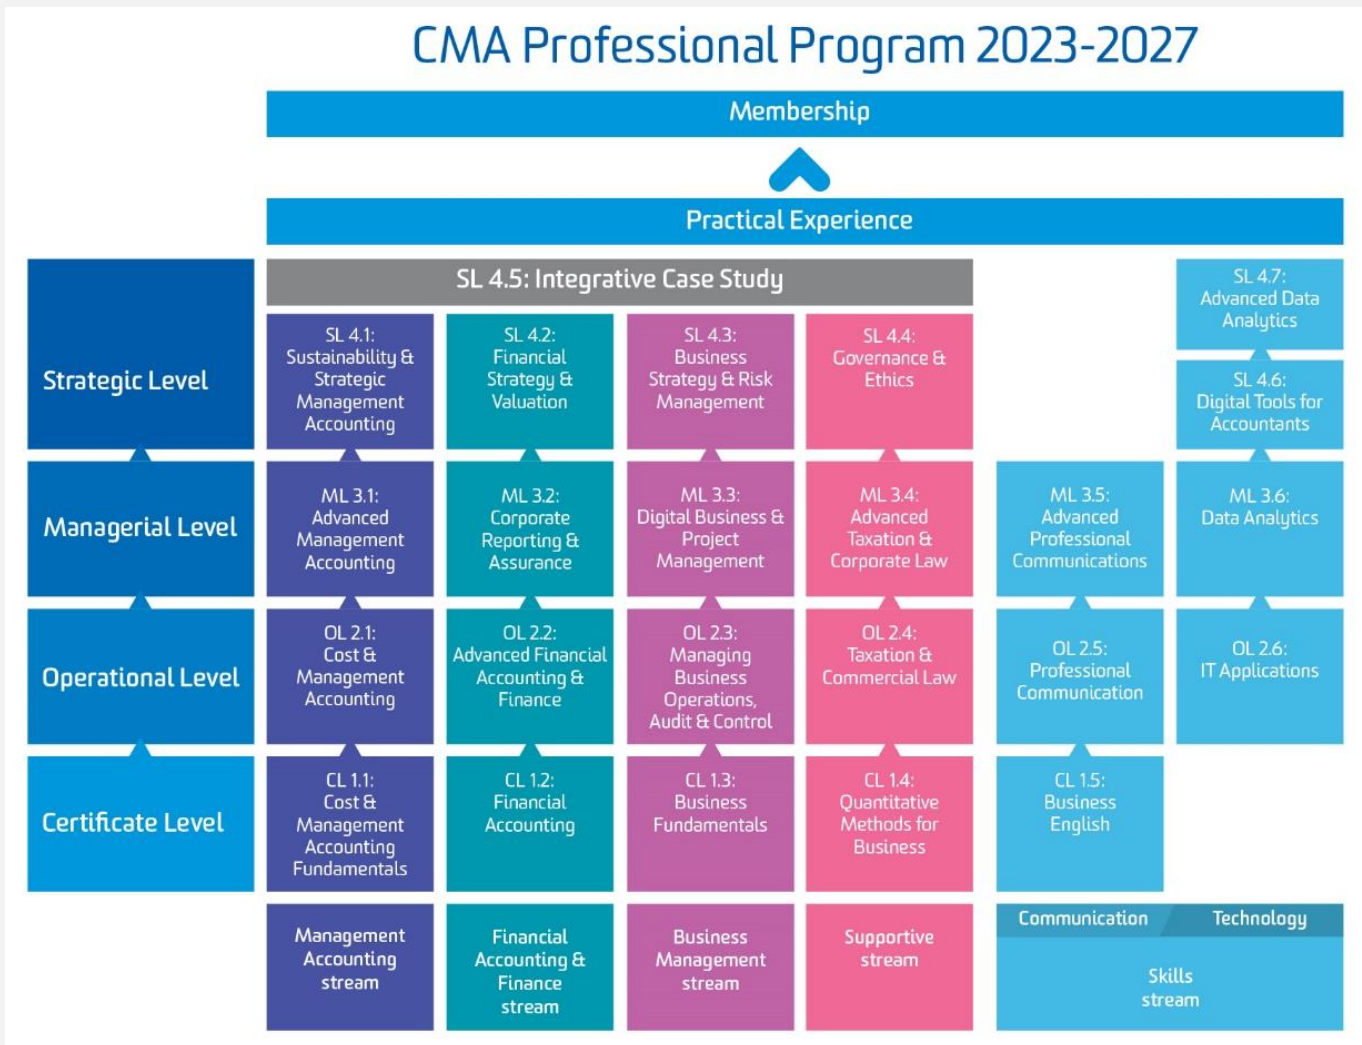 CMA Professional Program 2023-2027
Membership
Practical Experience
SL 4.5: Integrative Case Study
Strategic Level
SL 4.1:
Sustainability &
Strategic
Management
Accounting
SL 4.2:
Financial
Strategy &
Valuation
SL 4.3:
Business
Strategy & Risk
Management
SL 4.4:
Governance &
Ethics
SL 4.7:
Advanced Data
Analytics
SL 4.6:
Digital Tools for
Accountants
Managerial Level
ML 3.1:
Advanced
Management
Accounting
ML 3.2:
Corporate
Reporting &
Assurance
ML 3.3:
Digital Business &
Project
Management
ML 3.4:
Advanced
Taxation &
Corporate Law
ML 3.5:
Advanced
Professional
Communications
ML 3.6:
Data Analytics
Operational Level
OL 2.1:
Cost &
Management
Accounting
OL 2.2:
Advanced Financial
Accounting &
Finance
OL 2.3:
Managing
Business
Operations,
Audit & Control
OL 2.4:
Taxation &
Commercial Law
OL 2.5:
Professional
Communication
OL 2.6:
IT Applications
Certificate Level
CL 1.1:
Cost &
Management
Accounting
Fundamentals
CL 1.2:
Financial
Accounting
CL 1.3:
Business
Fundamentals
CL 1.4:
Quantitative
Methods for
Business
CL 1.5:
Business
English
Management
Accounting
stream
Financial
Accounting &
Finance
stream
Business
Management
stream
Supportive
stream
Communication
Technology
Skills
stream